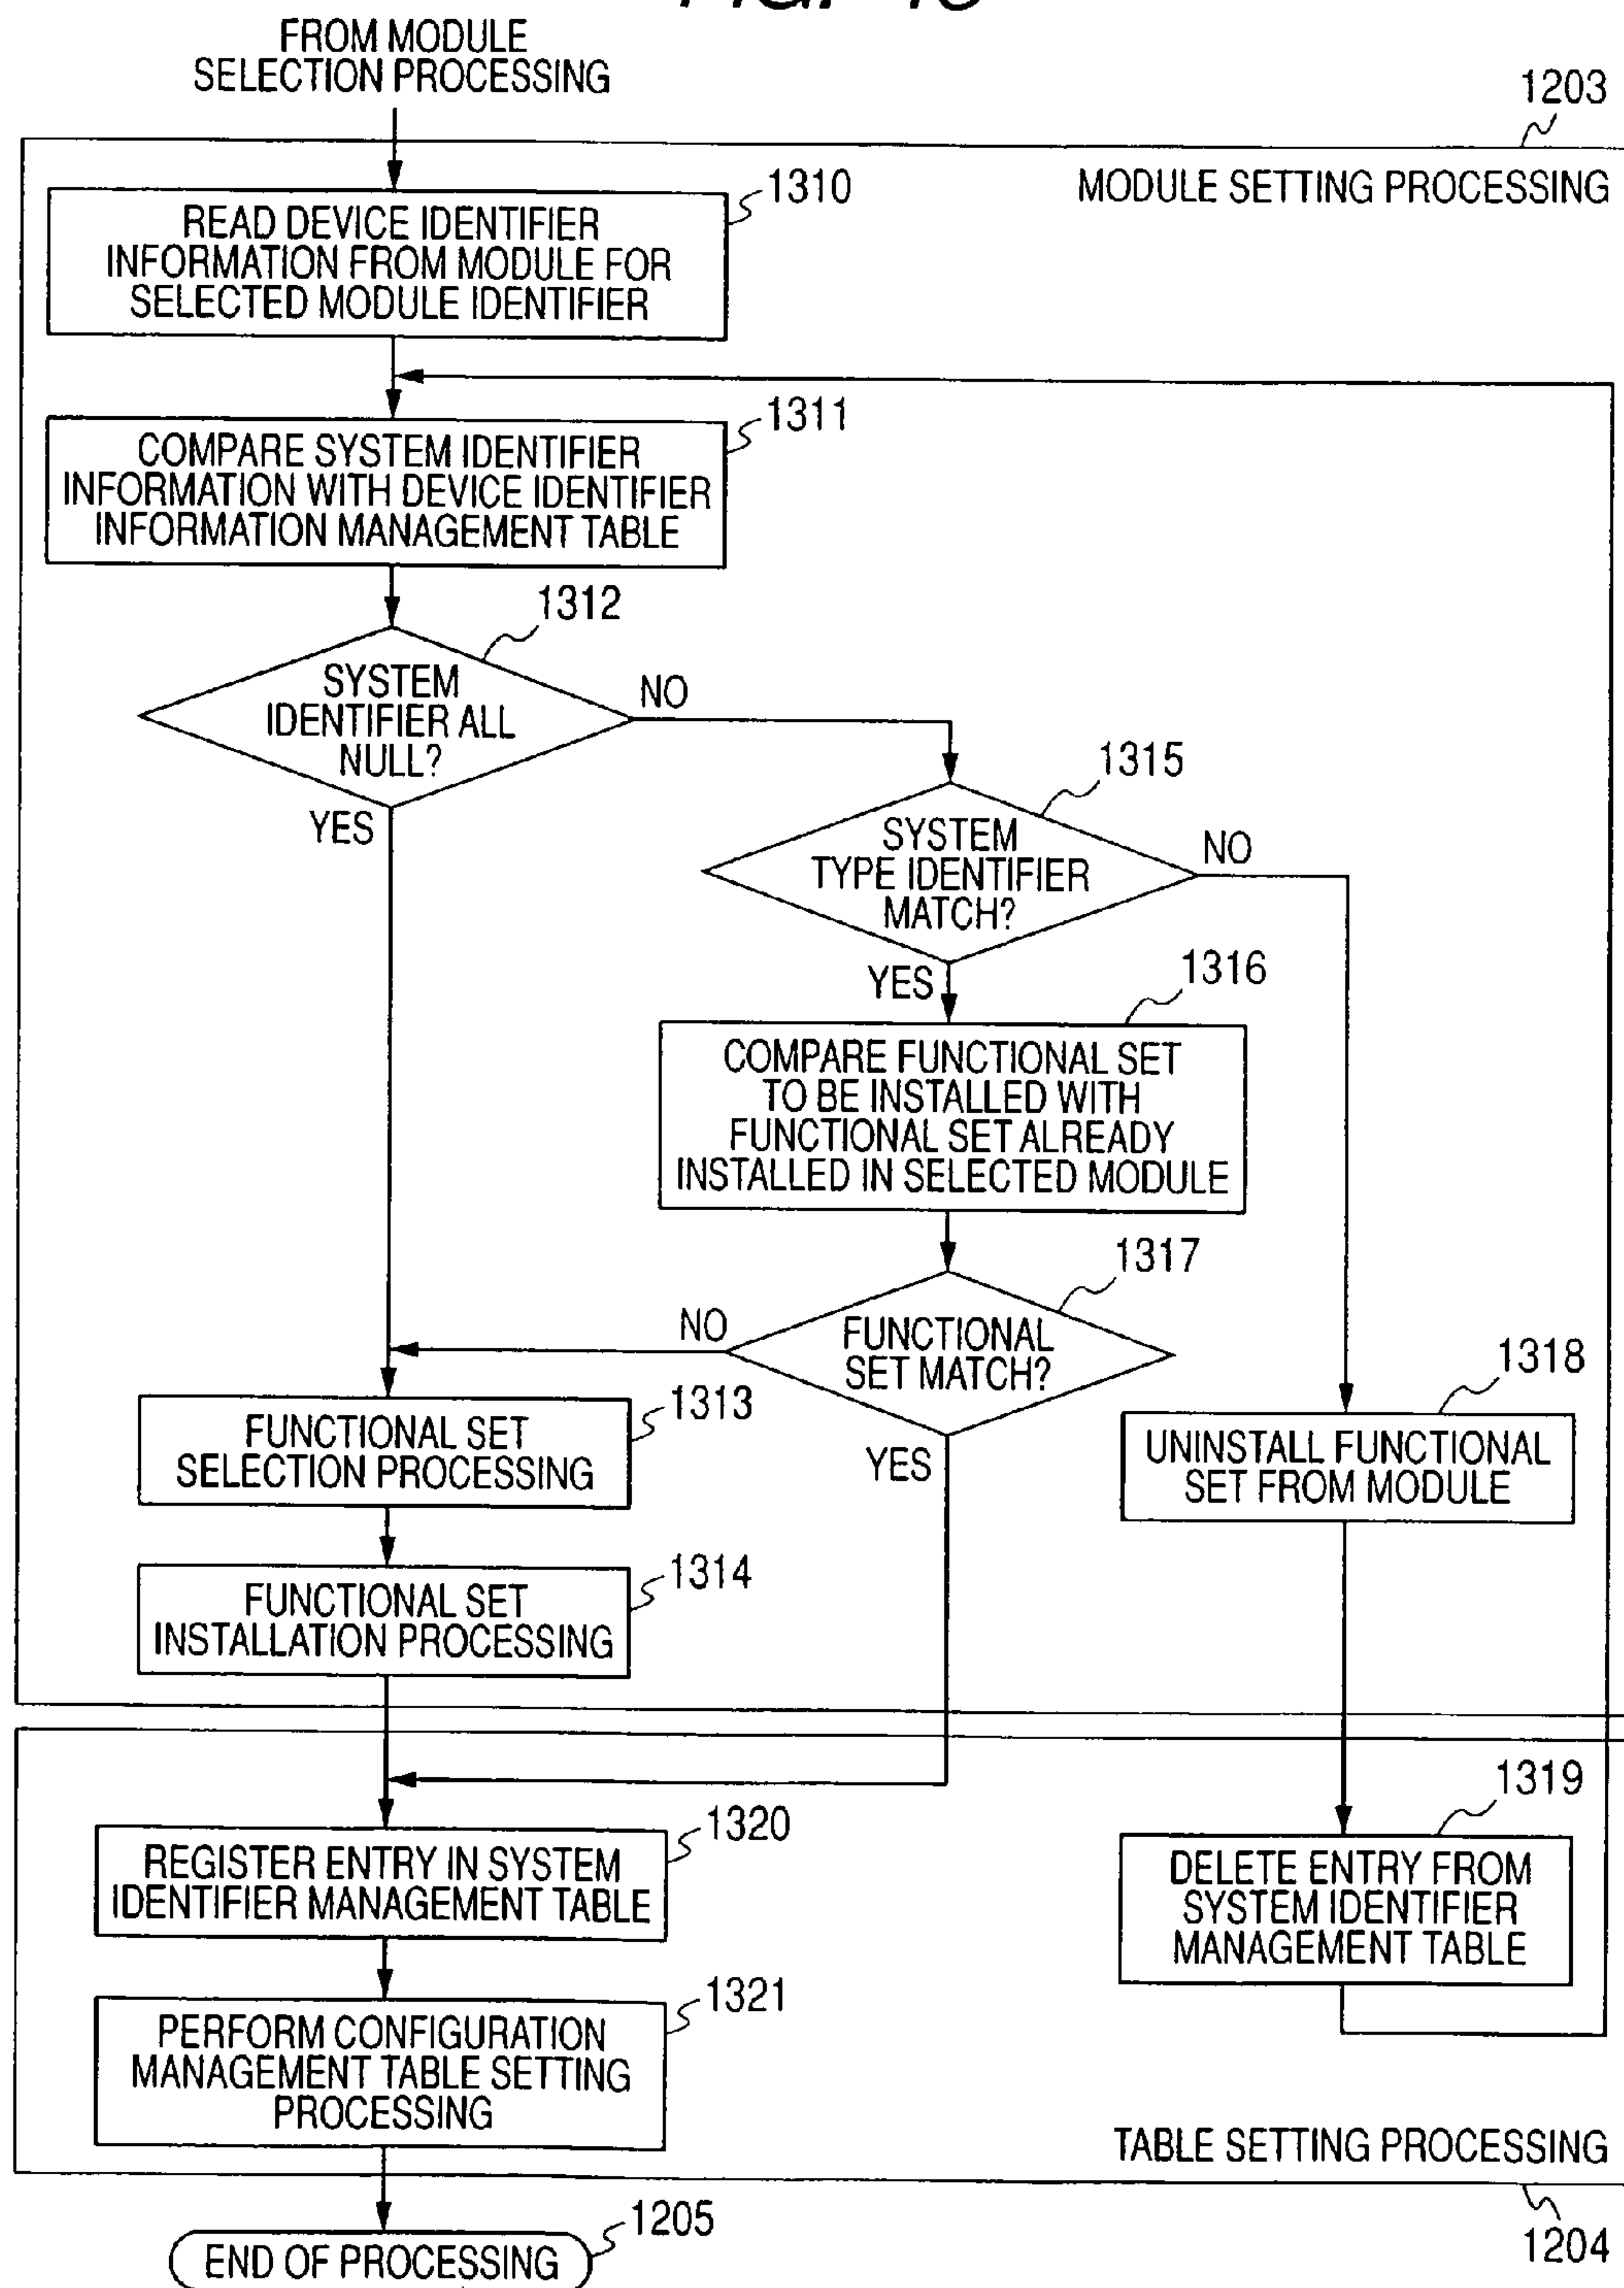 FROM MODULE
SELECTION PROCESSING
1203
MODULE SETTING PROCESSING
1310
READ DEVICE IDENTIFIER
INFORMATION FROM MODULE FOR
SELECTED MODULE IDENTIFIER
1311
COMPARE SYSTEM IDENTIFIER
INFORMATION WITH DEVICE IDENTIFIER
INFORMATION MANAGEMENT TABLE
1312
SYSTEM
IDENTIFIER ALL
NULL?
NO
YES
1315
SYSTEM
TYPE IDENTIFIER
MATCH?
NO
YES
1316
COMPARE FUNCTIONAL SET
TO BE INSTALLED WITH
FUNCTIONAL SET ALREADY
INSTALLED IN SELECTED MODULE
1317
FUNCTIONAL
SET MATCH?
NO
YES
1313
FUNCTIONAL SET
SELECTION PROCESSING
1318
UNINSTALL FUNCTIONAL
SET FROM MODULE
1314
FUNCTIONAL SET
INSTALLATION PROCESSING
1320
REGISTER ENTRY IN SYSTEM
IDENTIFIER MANAGEMENT TABLE
1319
DELETE ENTRY FROM
SYSTEM IDENTIFIER
MANAGEMENT TABLE
1321
PERFORM CONFIGURATION
MANAGEMENT TABLE SETTING
PROCESSING
TABLE SETTING PROCESSING
1204
1205
END OF PROCESSING